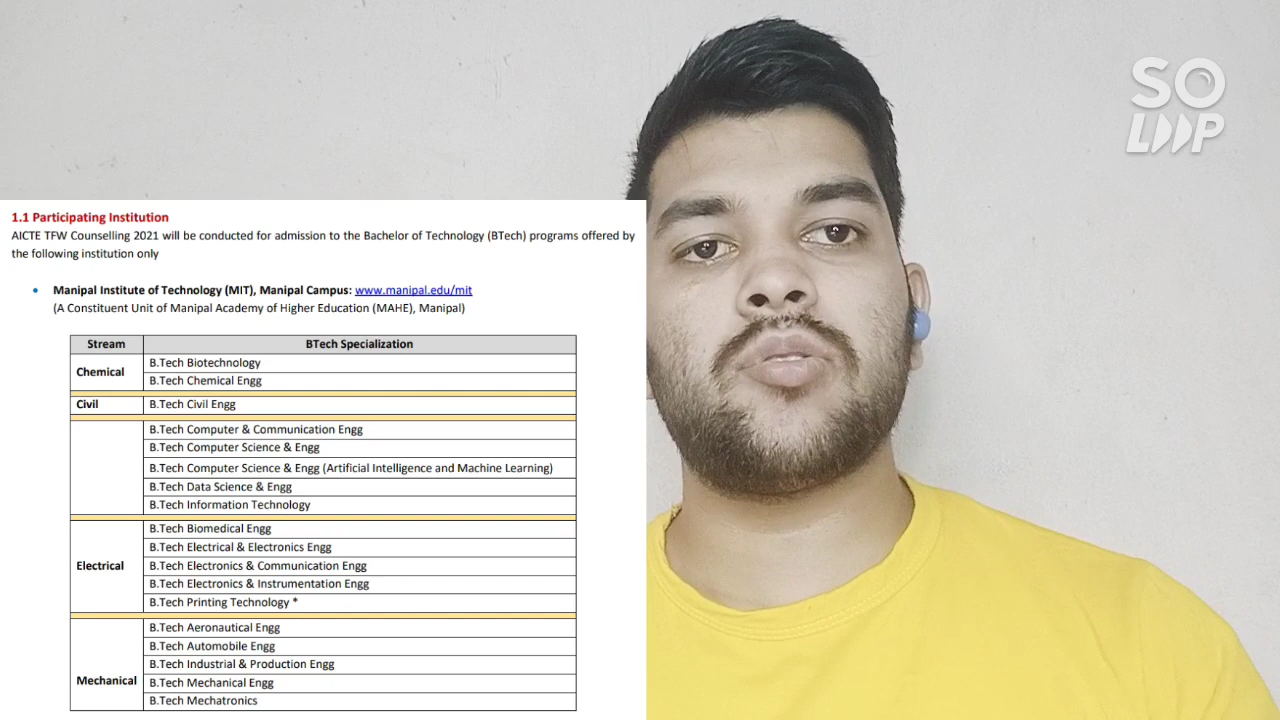 SO
LOOP
1.1 Participating Institution
AICTE TFW Counselling 2021 will be conducted for admission to the Bachelor of Technology (BTech) programs offered by
the following institution only
• Manipal Institute of Technology (MIT), Manipal Campus: www.manipal.edu/mit
(A Constituent Unit of Manipal Academy of Higher Education (MAHE), Manipal)
Stream BTech Specialization
Chemical
B.Tech Biotechnology
B.Tech Chemical Engg
Civil B.Tech Civil Engg
B.Tech Computer & Communication Engg
B.Tech Computer Science & Engg
B.Tech Computer Science & Engg (Artificial Intelligence and Machine Learning)
B.Tech Data Science & Engg
B.Tech Information Technology
Electrical
B.Tech Biomedical Engg
B.Tech Electrical & Electronics Engg
B.Tech Electronics & Communication Engg
B.Tech Electronics & Instrumentation Engg
B.Tech Printing Technology *
Mechanical
B.Tech Aeronautical Engg
B.Tech Automobile Engg
B.Tech Industrial & Production Engg
B.Tech Mechanical Engg
B.Tech Mechatronics